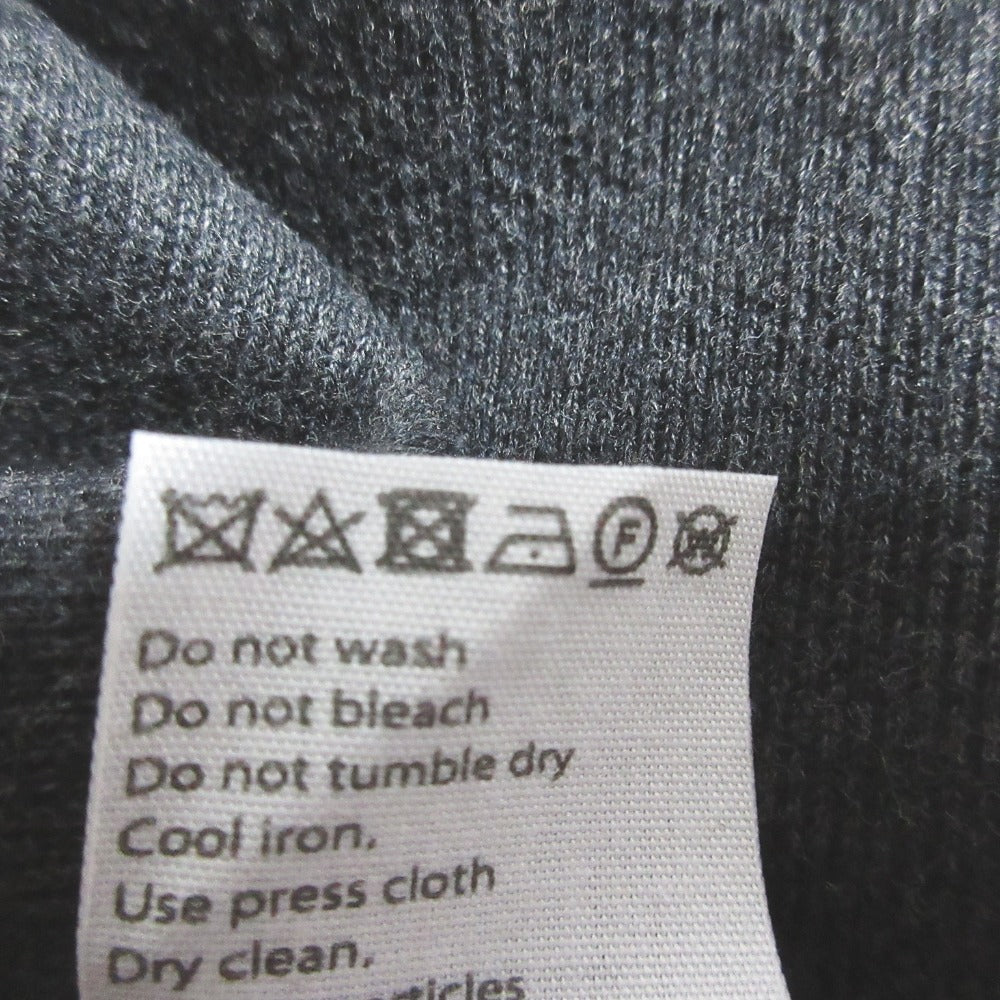 F W
Do not wash
Do not bleach
Do not tumble dry
Cool iron.
Use press cloth
Dry clean.